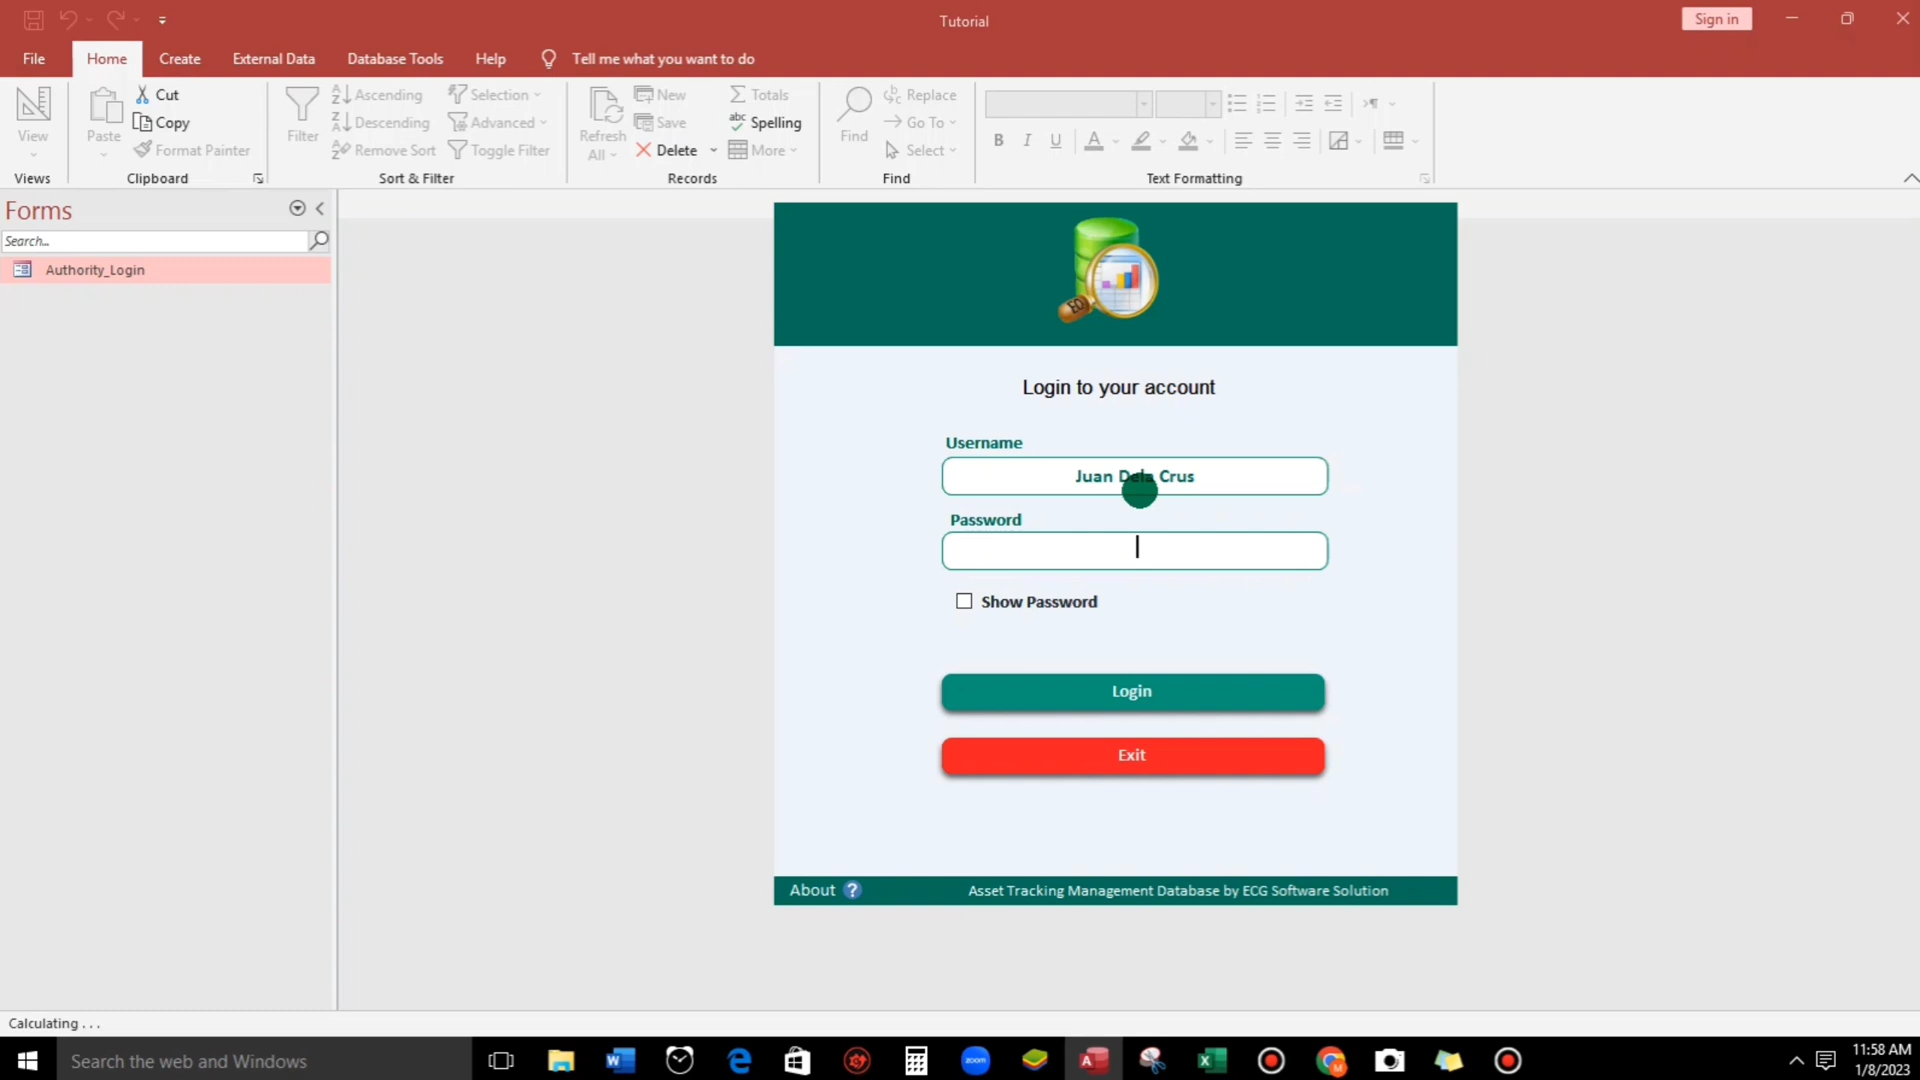 Tutorial
Sign in
File Home Create External Data Database Tools Help Tell me what you want to do
View
Views
Paste
Cut
Copy
Format Painter
Clipboard
Filter
Ascending
Descending
Remove Sort
Selection
Advanced
Toggle Filter
Sort & Filter
Refresh
All
New
Save
Delete
Totals
Spelling
More
Records
Find
Replace
Go To
Select
Find
B I U A
Text Formatting
Forms
Search...
Authority_Login
Login to your account
Username
Juan Dela Crus
Password
Show Password
Login
Exit
About ?
Asset Tracking Management Database by ECG Software Solution
Calculating . . .
Search the web and Windows
zoom
11:58 AM
1/8/2023